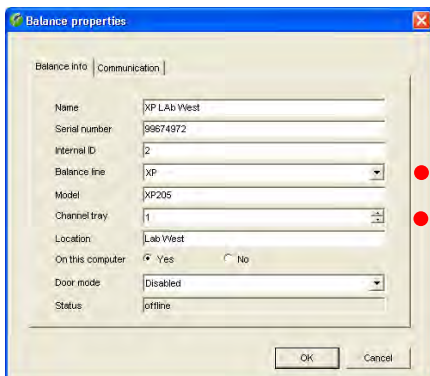 Balance properties
Balance info Communication
Name XP LAb West
Serial number 99674972
Internal ID 2
Balance line XP
Model XP205
Channel tray 1
Location Lab West
On this computer Yes No
Door mode Disabled
Status offline
OK Cancel